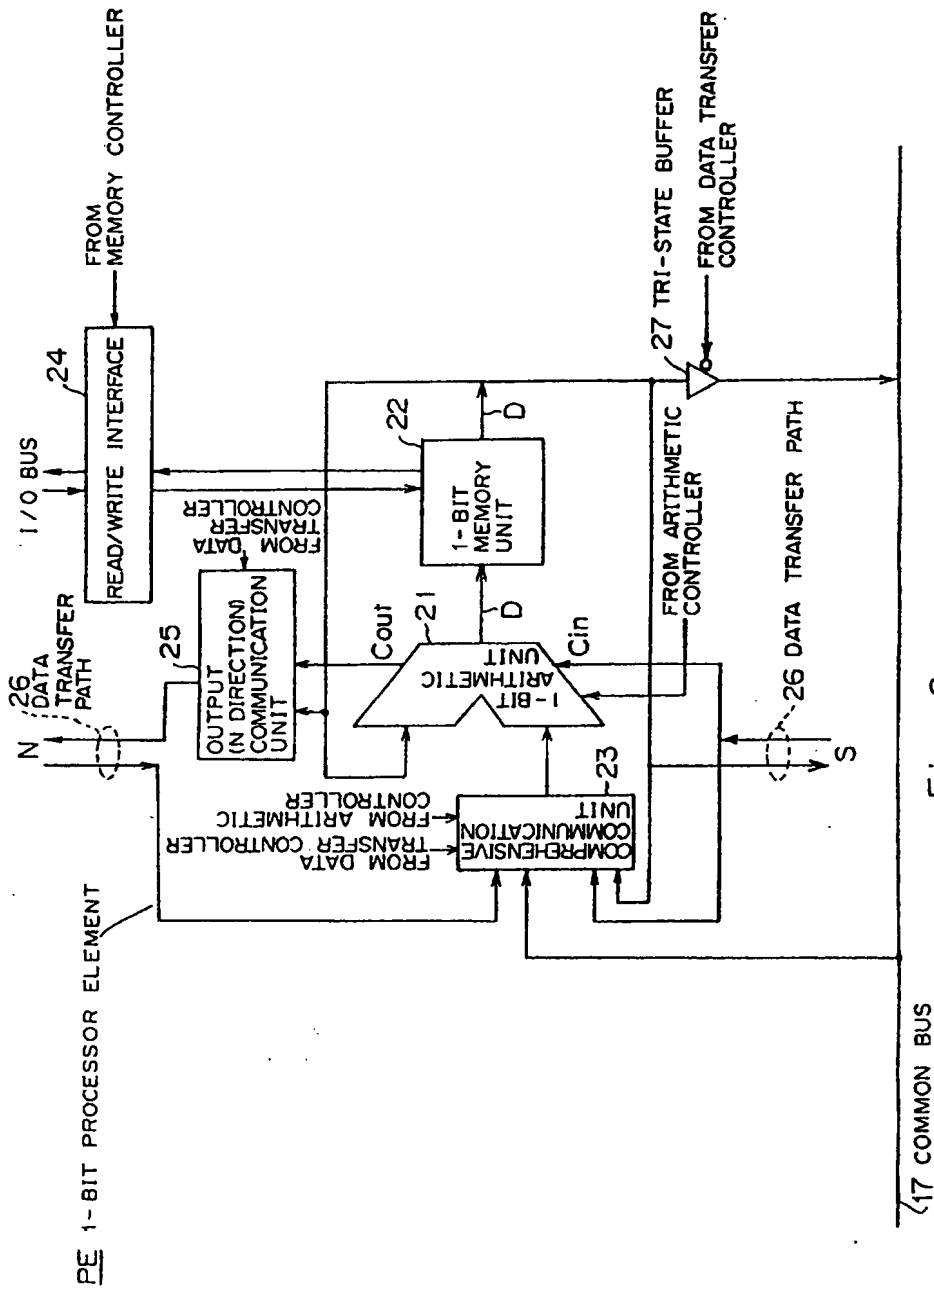 PE 1-BIT PROCESSOR ELEMENT
26
DATA
TRANSFER
PATH
N
I/O BUS
24
READ/WRITE INTERFACE
FROM
MEMORY CONTROLLER
25
OUTPUT
(N DIRECTION)
COMMUNICATION
UNIT
FROM DATA
TRANSFER
CONTROLLER
Cout
21
1-BIT
ARITHMETIC
UNIT
Cin
D
22
1-BIT
MEMORY
UNIT
D
FROM DATA
TRANSFER CONTROLLER
FROM ARITHMETIC
CONTROLLER
COMPREHENSIVE
COMMUNICATION
UNIT
23
FROM ARITHMETIC
CONTROLLER
27 TRI-STATE BUFFER
FROM DATA TRANSFER
CONTROLLER
26 DATA TRANSFER PATH
S
17 COMMON BUS